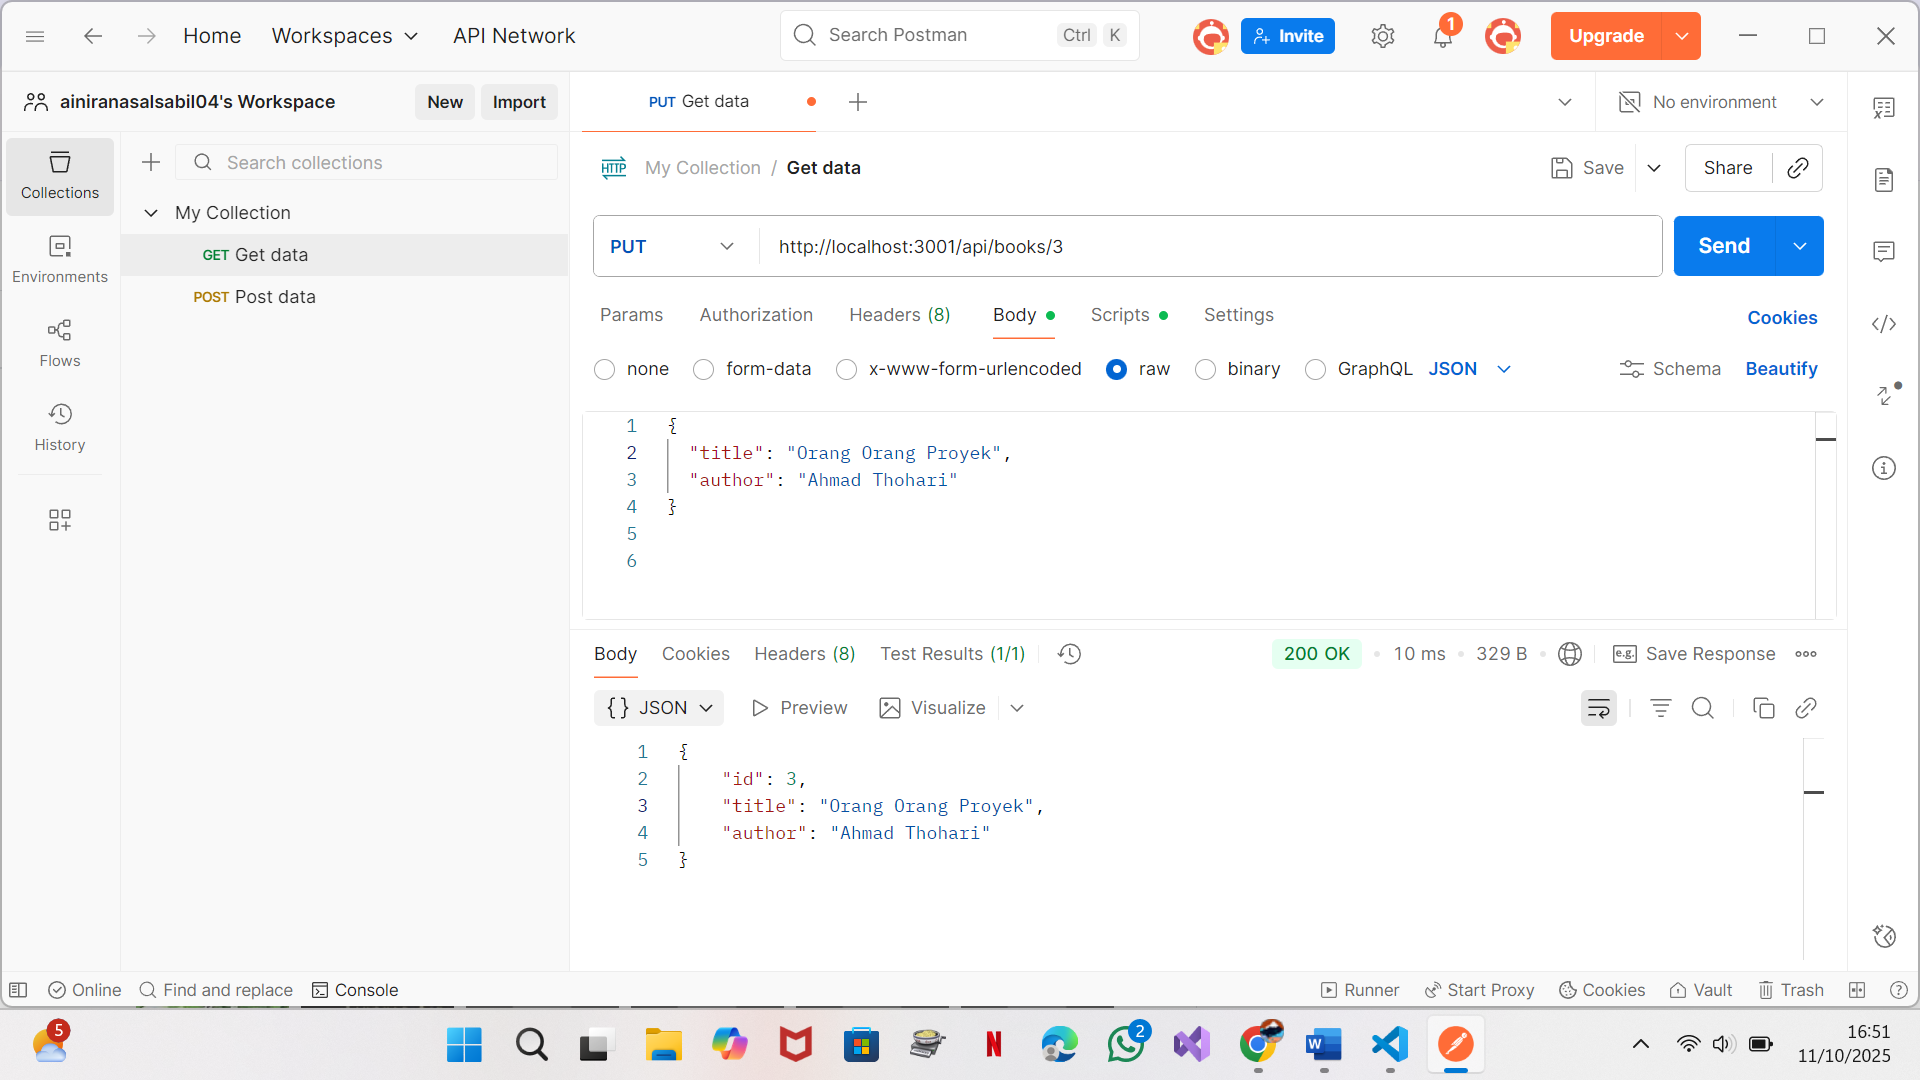 Home
Workspaces
API Network
Search Postman
Ctrl
K
Invite
1
Upgrade
ainiranasalsabil04's Workspace
New
Import
PUT Get data
No environment
Collections
Environments
Flows
History
Search collections
My Collection
GET Get data
POST Post data
HTTP
My Collection / Get data
Save
Share
PUT
http://localhost:3001/api/books/3
Send
Params
Authorization
Headers (8)
Body
Scripts
Settings
Cookies
none
form-data
x-www-form-urlencoded
raw
binary
GraphQL
JSON
Schema
Beautify
1 {
2 "title": "Orang Orang Proyek",
3 "author": "Ahmad Thohari"
4 }
5
6
Body
Cookies
Headers (8)
Test Results (1/1)
200 OK
10 ms
329 B
e.g.
Save Response
{} JSON
Preview
Visualize
1 {
2 "id": 3,
3 "title": "Orang Orang Proyek",
4 "author": "Ahmad Thohari"
5 }
Online
Find and replace
Console
Runner
Start Proxy
Cookies
Vault
Trash
5
N
2
W
16:51
11/10/2025